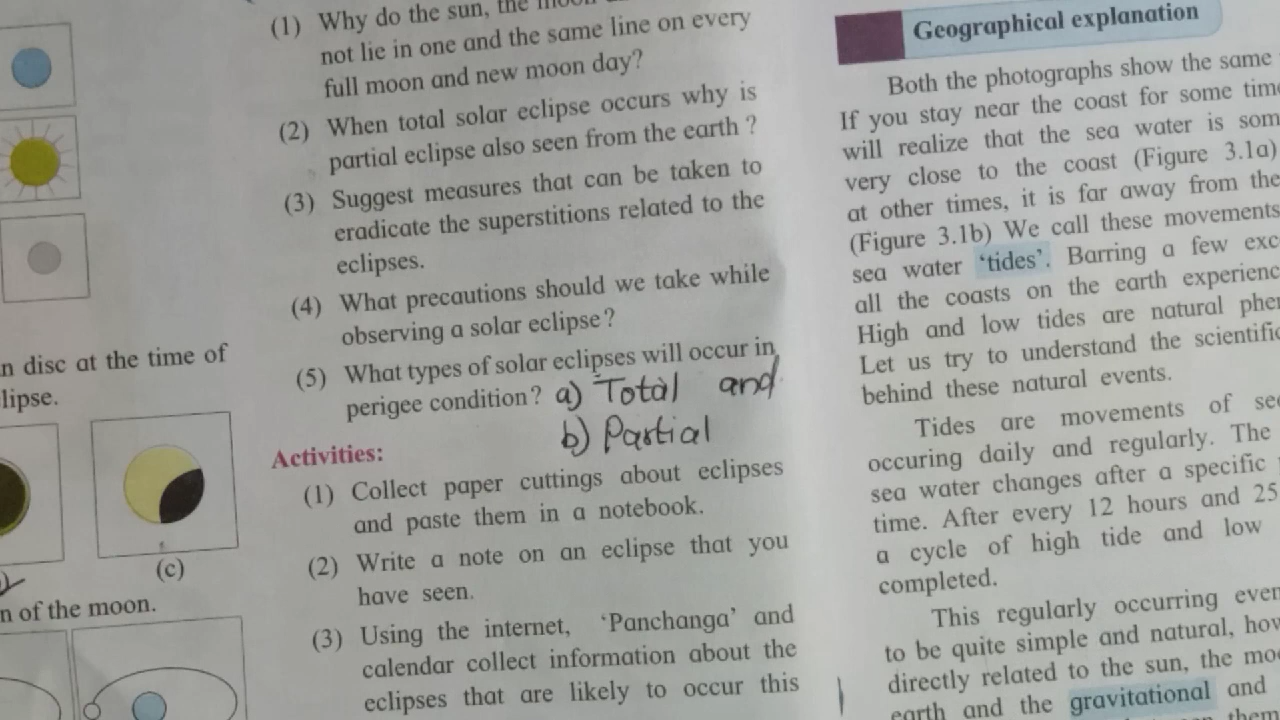 n disc at the time of
lipse.
(c)
n of the moon.
(1) Why do the sun, the
not lie in one and the same line on every
full moon and new moon day?
(2) When total solar eclipse occurs why is
partial eclipse also seen from the earth ?
(3) Suggest measures that can be taken to
eradicate the superstitions related to the
eclipses.
(4) What precautions should we take while
observing a solar eclipse?
(5) What types of solar eclipses will occur in
perigee condition? a) Total and
b) Partial
Activities:
(1) Collect paper cuttings about eclipses
and paste them in a notebook.
(2) Write a note on an eclipse that you
have seen.
(3) Using the internet, ‘Panchanga’ and
calendar collect information about the
eclipses that are likely to occur this
Geographical explanation
Both the photographs show the same
If you stay near the coast for some tim
will realize that the sea water is som
very close to the coast (Figure 3.1a)
at other times, it is far away from the
(Figure 3.1b) We call these movements
sea water ‘tides’. Barring a few exc
all the coasts on the earth experienc
High and low tides are natural phe
Let us try to understand the scientific
behind these natural events.
Tides are movements of se
occuring daily and regularly. The
sea water changes after a specific
time. After every 12 hours and 25
a cycle of high tide and low
completed.
This regularly occurring even
to be quite simple and natural, how
directly related to the sun, the mo
earth and the gravitational and
them